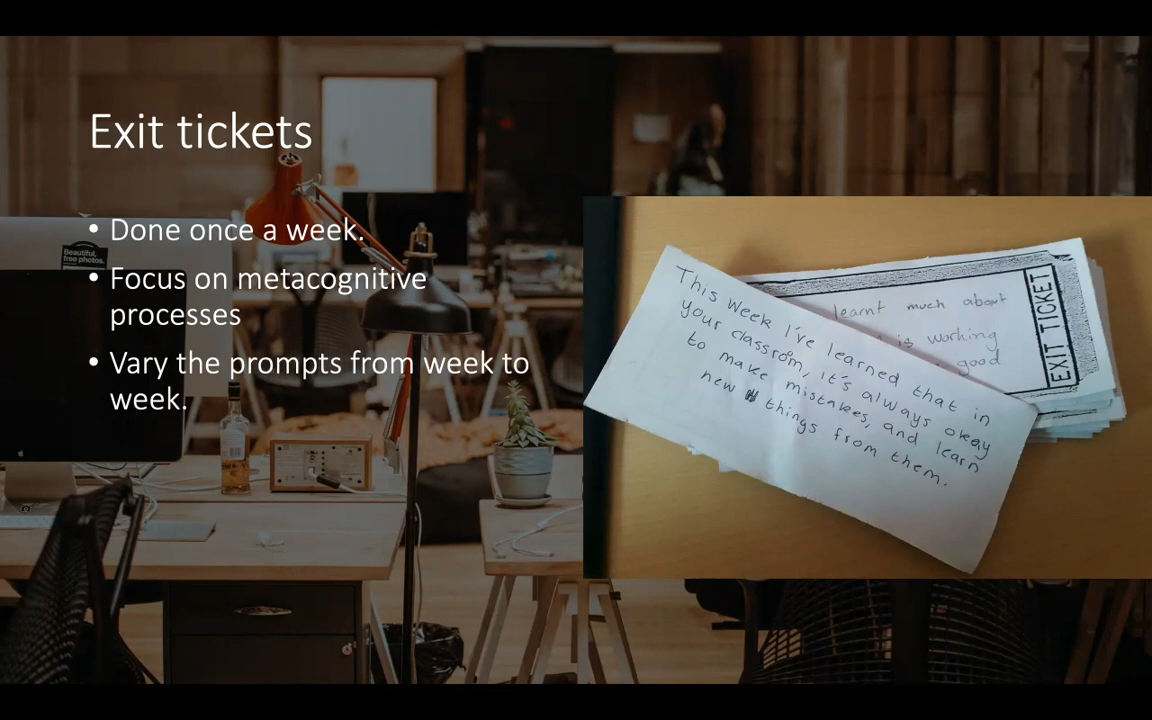 Exit tickets
• Done once a week.
• Focus on metacognitive
processes
• Vary the prompts from week to
week.
Beautiful,
free photos.
This week I've learned that in
your classrom, it's always okay
to make mistakes, and learn
new things from them.
learnt much about
is working
good
EXIT TICKET